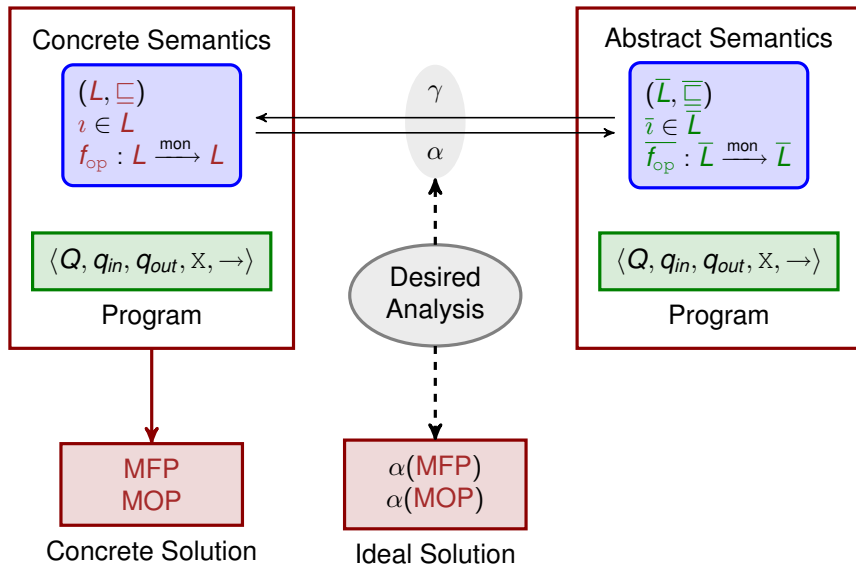 Concrete Semantics
(L, ⊑)
ı ∈ L
f_op : L —mon→ L
⟨Q, q_in, q_out, X, →⟩
Program
MFP
MOP
Concrete Solution
γ
α
Desired
Analysis
α(MFP)
α(MOP)
Ideal Solution
Abstract Semantics
(L̅, ⊑̅)
ı̅ ∈ L̅
f_op̅ : L̅ —mon→ L̅
⟨Q, q_in, q_out, X, →⟩
Program